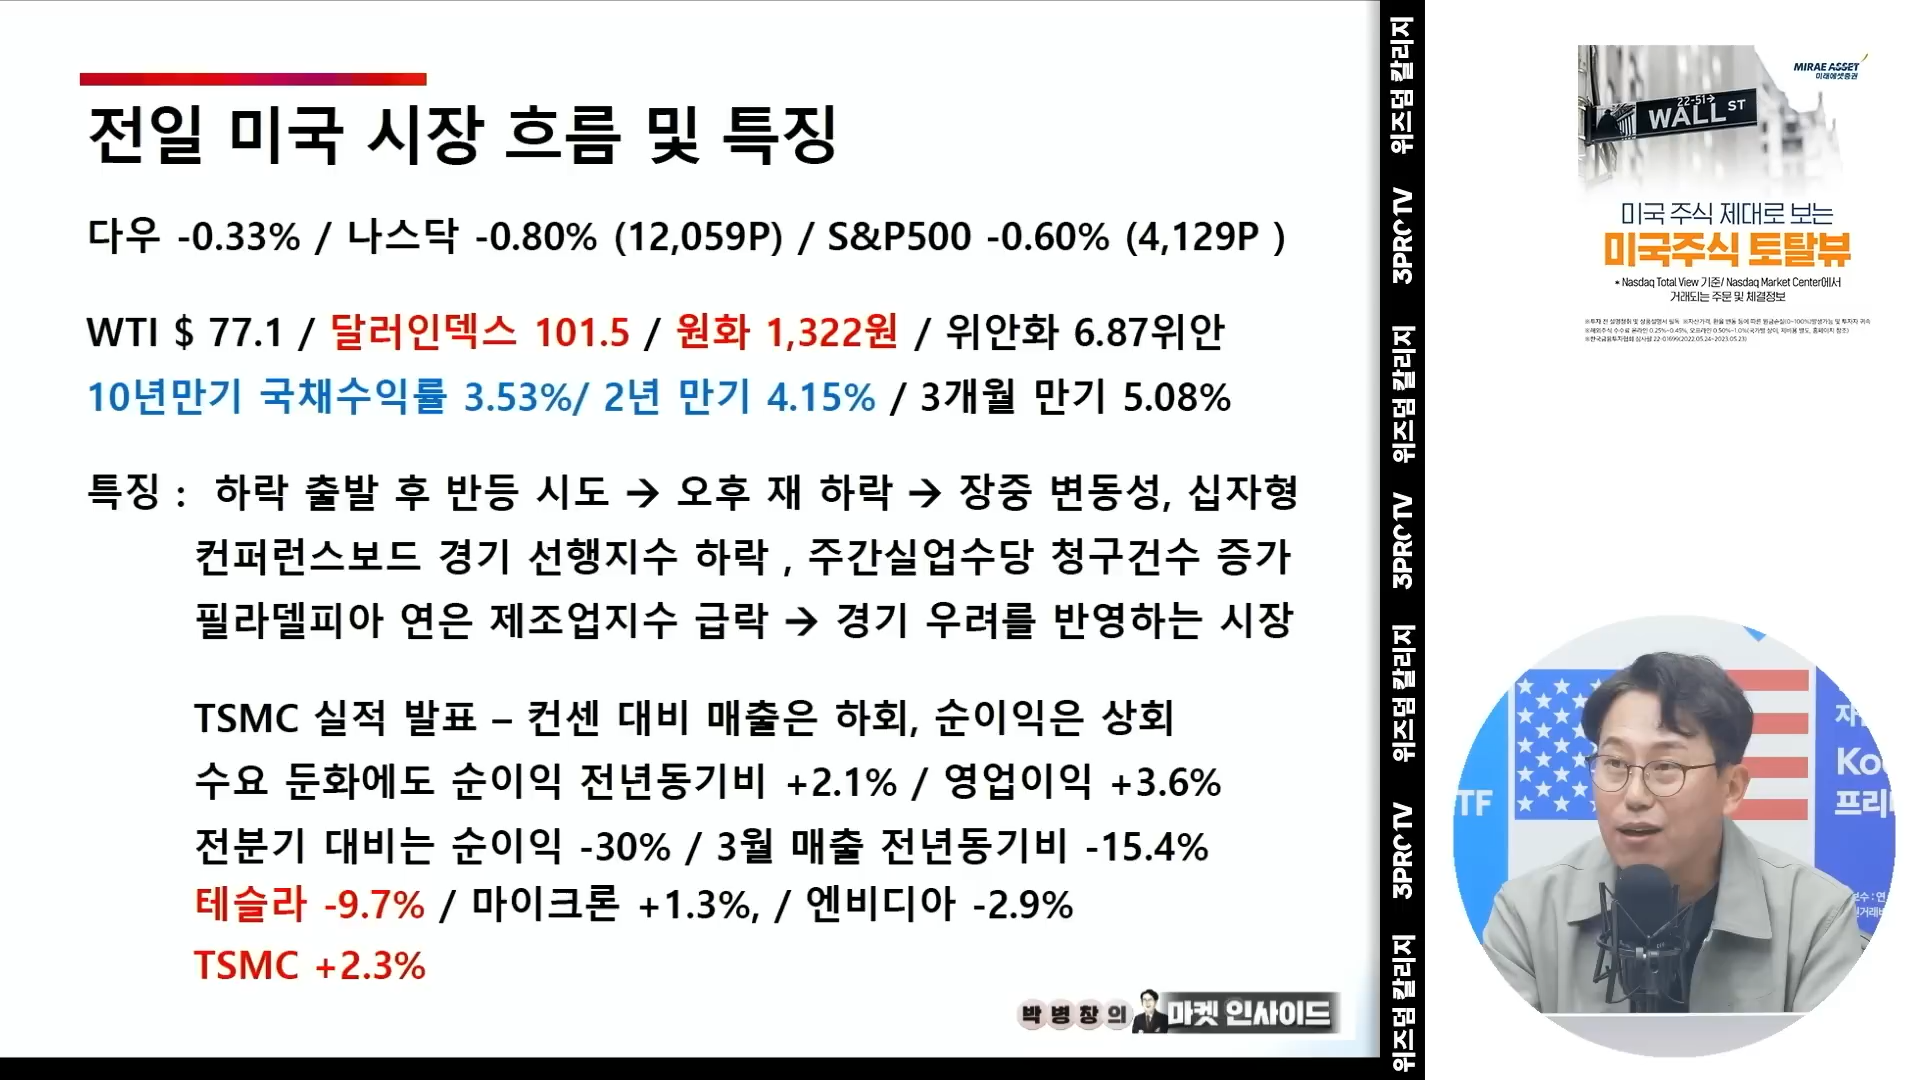 전일 미국 시장 흐름 및 특징
다우 -0.33% / 나스닥 -0.80% (12,059P) / S&P500 -0.60% (4,129P )
WTI $ 77.1 / 달러인덱스 101.5 / 원화 1,322원 / 위안화 6.87위안
10년만기 국채수익률 3.53%/ 2년 만기 4.15% / 3개월 만기 5.08%
특징 : 하락 출발 후 반등 시도 → 오후 재 하락 → 장중 변동성, 십자형
컨퍼런스보드 경기 선행지수 하락 , 주간실업수당 청구건수 증가
필라델피아 연은 제조업지수 급락 → 경기 우려를 반영하는 시장
TSMC 실적 발표 – 컨센 대비 매출은 하회, 순이익은 상회
수요 둔화에도 순이익 전년동기비 +2.1% / 영업이익 +3.6%
전분기 대비는 순이익 -30% / 3월 매출 전년동기비 -15.4%
테슬라 -9.7% / 마이크론 +1.3%, / 엔비디아 -2.9%
TSMC +2.3%
박병창의 마켓 인사이드
위즈덤 칼리지
3PROTV
위즈덤 칼리지
3PROTV
위즈덤 칼리지
3PROTV
위즈덤 칼리지
MIRAE ASSET
미래에셋증권
22-51→
WALL ST
미국 주식 제대로 보는
미국주식 토탈뷰
* Nasdaq Total View 기준/ Nasdaq Market Center에서
거래되는 주문 및 체결정보
TF
Ko
프리